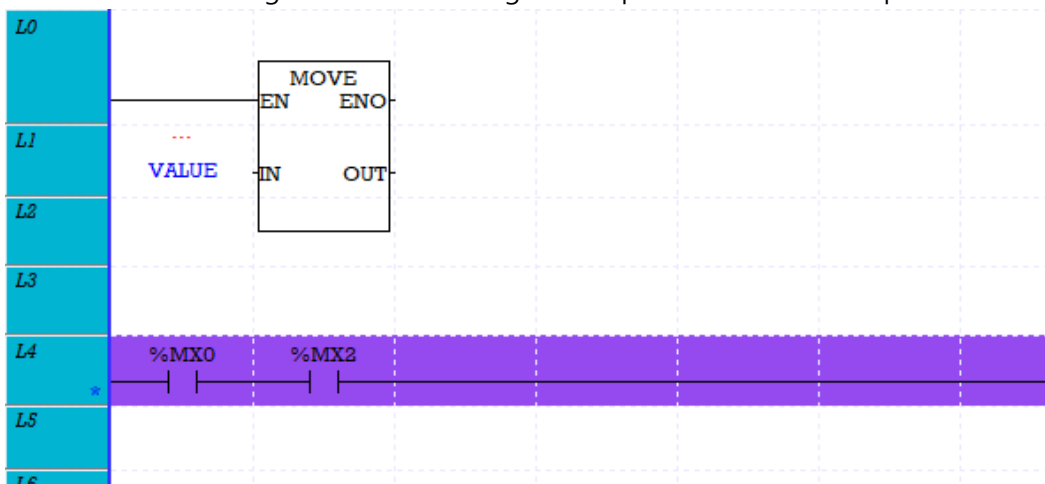 L0
MOVE
EN ENO
L1
---
VALUE
IN OUT
L2
L3
L4
%MX0 %MX2
*
L5